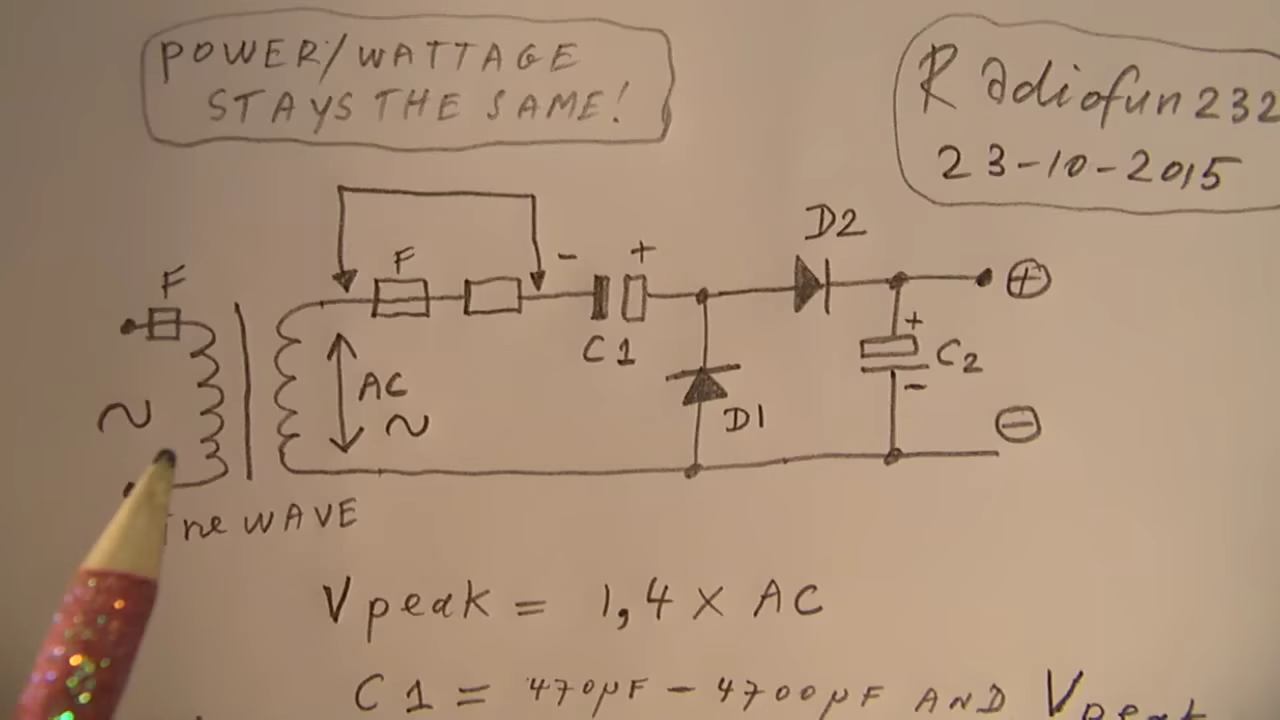 POWER/WATTAGE
STAYS THE SAME!
Radiofun232
23-10-2015
D2
F
F
- +
+
C1
+
C2
-
AC
~
~
D1
-
WAVE
Vpeak = 1,4 X AC
C1 = 470µF - 4700µF AND Vpeak